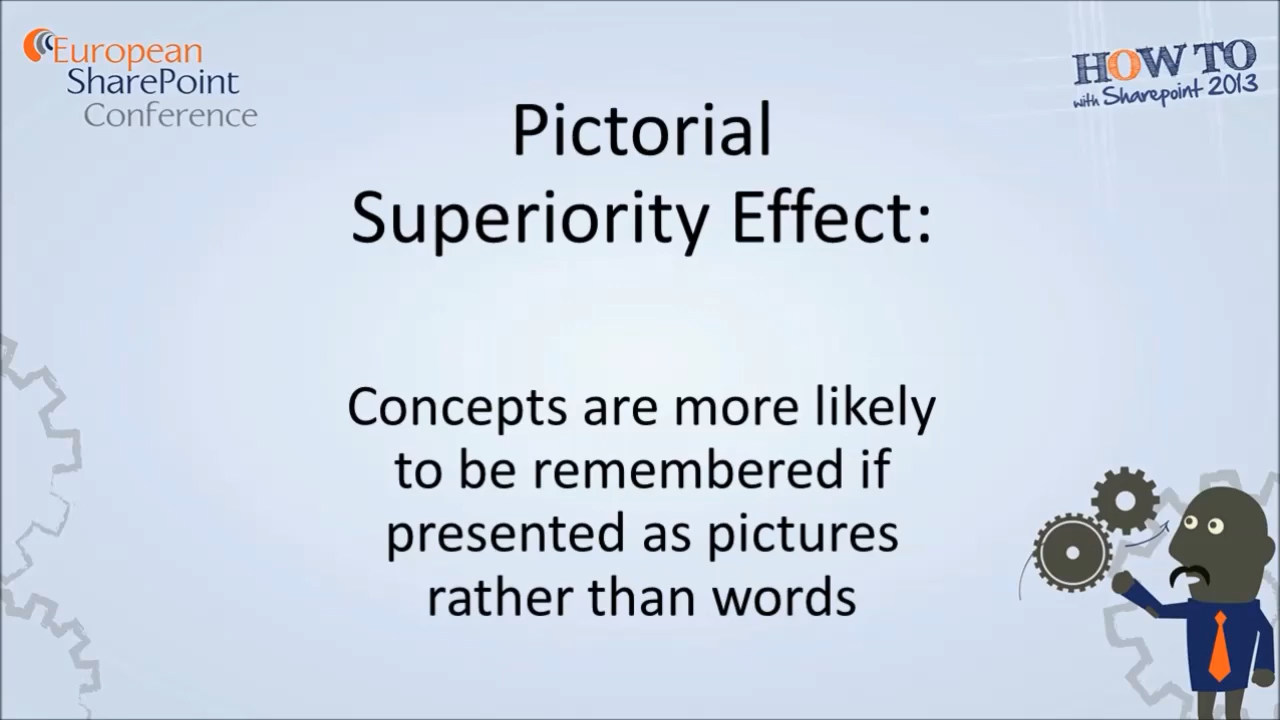 European
SharePoint
Conference
HOW TO
with Sharepoint 2013
Pictorial
Superiority Effect:
Concepts are more likely
to be remembered if
presented as pictures
rather than words